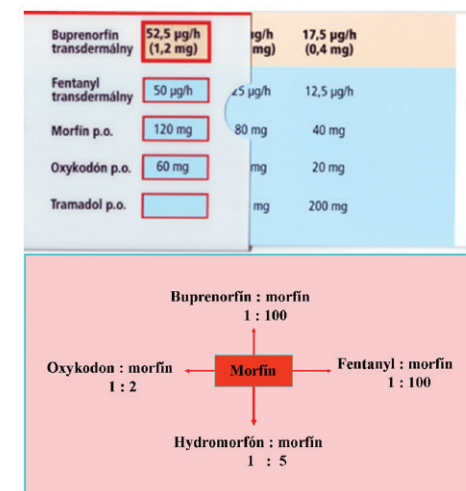 Buprenorfín 52,5 µg/h µg/h 17,5 µg/h
transdermálny (1,2 mg) mg) (0,4 mg)
Fentanyl
transdermálny 50 µg/h 25 µg/h 12,5 µg/h
Morfín p.o. 120 mg 80 mg 40 mg
Oxykodón p.o. 60 mg mg 20 mg
Tramadol p.o. mg 200 mg
Buprenorfín : morfín
1 : 100
Oxykodon : morfín Morfín Fentanyl : morfín
1 : 2 1 : 100
Hydromorfón : morfín
1 : 5